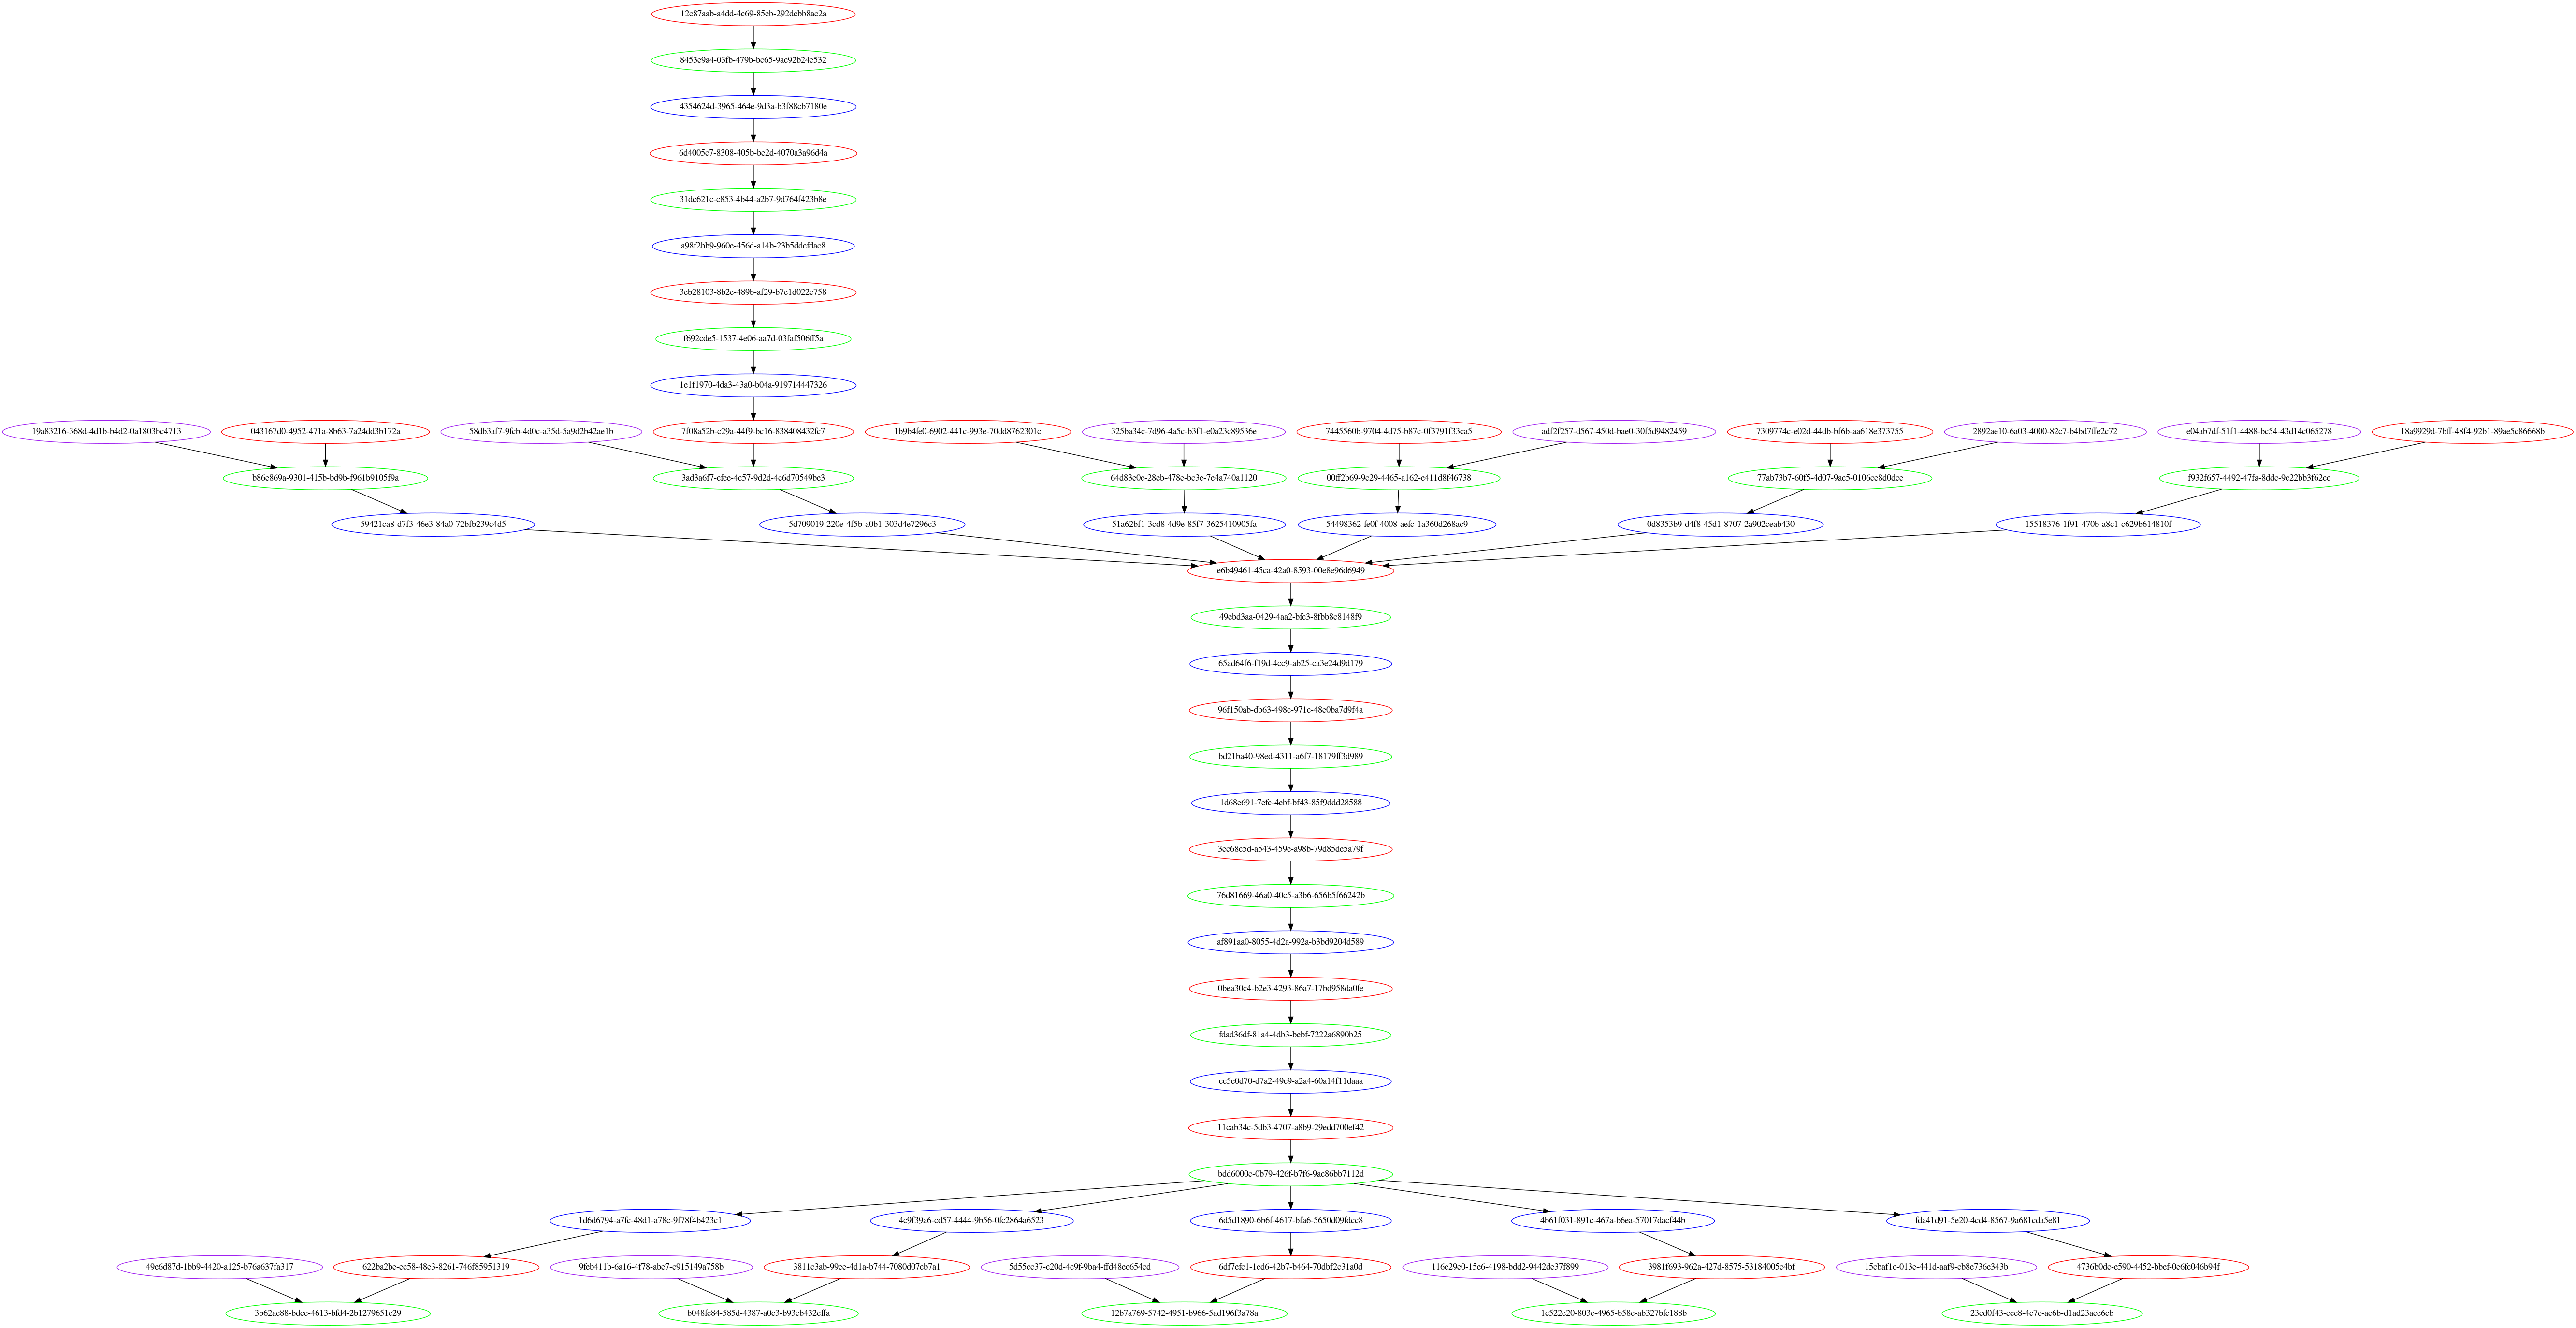 12c87aab-a4dd-4c69-85eb-292dcbb8ac2a
8453e9a4-03fb-479b-bc65-9ac92b24e532
4354624d-3965-464e-9d3a-b3f88cb7180e
6d4005c7-8308-405b-be2d-4070a3a96d4a
31dc621c-c853-4b44-a2b7-9d764f423b8e
a98f2bb9-960e-456d-a14b-23b5ddcfdac8
3eb28103-8b2e-489b-af29-b7e1d022e758
f692cde5-1537-4e06-aa7d-03faf506ff5a
1e1f1970-4da3-43a0-b04a-919714447326
19a83216-368d-4d1b-b4d2-0a1803bc4713
043167d0-4952-471a-8b63-7a24dd3b172a
58db3af7-9fcb-4d0c-a35d-5a9d2b42ae1b
7f08a52b-c29a-44f9-bc16-838408432fc7
1b9b4fe0-6902-441c-993e-70dd8762301c
325ba34c-7d96-4a5c-b3f1-e0a23c89536e
7445560b-9704-4d75-b87c-0f3791f33ca5
adf2f257-d567-450d-bae0-30f5d9482459
7309774c-e02d-44db-bf6b-aa618e373755
2892ae10-6a03-4000-82c7-b4bd7ffe2c72
e04ab7df-51f1-4488-bc54-43d14c065278
18a9929d-7bff-48f4-92b1-89ae5c86668b
b86e869a-9301-415b-bd9b-f961b9105f9a
3ad3a6f7-cfee-4c57-9d2d-4c6d70549be3
64d83e0c-28eb-478e-bc3e-7e4a740a1120
00ff2b69-9c29-4465-a162-e411d8f46738
77ab73b7-60f5-4d07-9ac5-0106ce8d0dce
f932f657-4492-47fa-8ddc-9c22bb3f62cc
59421ca8-d7f3-46e3-84a0-72bfb239c4d5
5d709019-220e-4f5b-a0b1-303d4e7296c3
51a62bf1-3cd8-4d9e-85f7-3625410905fa
54498362-fe0f-4008-aefc-1a360d268ac9
0d8353b9-d4f8-45d1-8707-2a902ceab430
15518376-1f91-470b-a8c1-c629b614810f
e6b49461-45ca-42a0-8593-00e8e96d6949
49ebd3aa-0429-4aa2-bfc3-8fbb8c8148f9
65ad64f6-f19d-4cc9-ab25-ca3e24d9d179
96f150ab-db63-498c-971c-48e0ba7d9f4a
bd21ba40-98ed-4311-a6f7-18179ff3d989
1d68e691-7efc-4ebf-bf43-85f9ddd28588
3ec68c5d-a543-459e-a98b-79d85de5a79f
76d81669-46a0-40c5-a3b6-656b5f66242b
af891aa0-8055-4d2a-992a-b3bd9204d589
0bea30c4-b2e3-4293-86a7-17bd958da0fe
fdad36df-81a4-4db3-bebf-7222a6890b25
cc5e0d70-d7a2-49c9-a2a4-60a14f11daaa
11cab34c-5db3-4707-a8b9-29edd700ef42
bdd6000c-0b79-426f-b7f6-9ac86bb7112d
1d6d6794-a7fc-48d1-a78c-9f78f4b423c1
4c9f39a6-cd57-4444-9b56-0fc2864a6523
6d5d1890-6b6f-4617-bfa6-5650d09fdcc8
4b61f031-891c-467a-b6ea-57017dacf44b
fda41d91-5e20-4cd4-8567-9a681cda5e81
49e6d87d-1bb9-4420-a125-b76a637fa317
622ba2be-ec58-48e3-8261-746f85951319
9feb411b-6a16-4f78-abe7-c915149a758b
3811c3ab-99ee-4d1a-b744-7080d07cb7a1
5d55cc37-c20d-4c9f-9ba4-ffd48ec654cd
6df7efc1-1ed6-42b7-b464-70dbf2c31a0d
116e29e0-15e6-4198-bdd2-9442de37f899
3981f693-962a-427d-8575-53184005c4bf
15cbaf1c-013e-441d-aaf9-cb8e736e343b
4736b0dc-e590-4452-bbef-0e6fc046b94f
3b62ac88-bdcc-4613-bfd4-2b1279651e29
b048fc84-585d-4387-a0c3-b93eb432cffa
12b7a769-5742-4951-b966-5ad196f3a78a
1c522e20-803e-4965-b58c-ab327bfc188b
23ed0f43-ecc8-4c7c-ae6b-d1ad23aee6cb